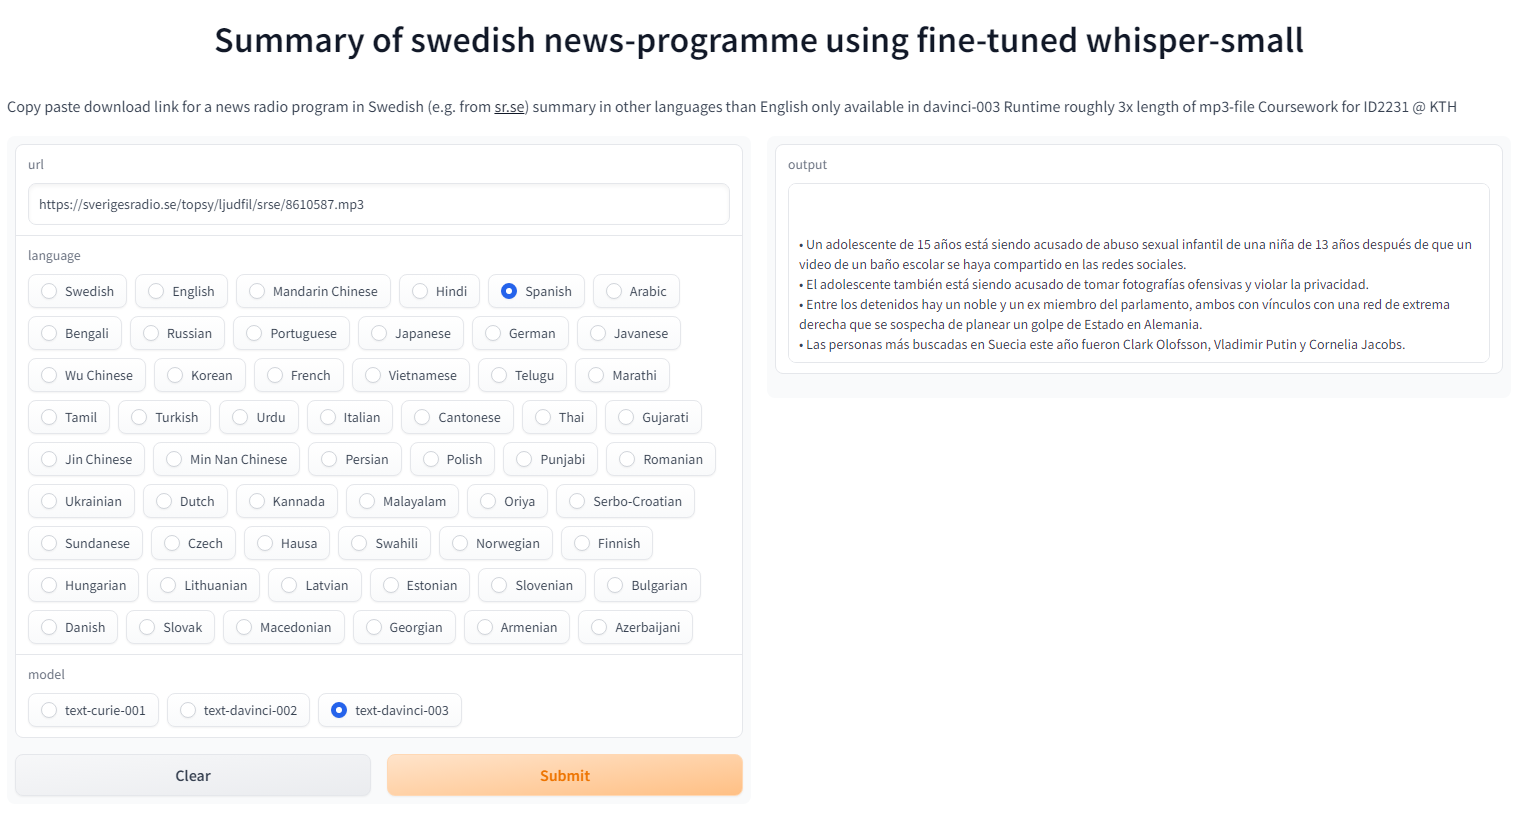 Summary of swedish news-programme using fine-tuned whisper-small
Copy paste download link for a news radio program in Swedish (e.g. from sr.se) summary in other languages than English only available in davinci-003 Runtime roughly 3x length of mp3-file Coursework for ID2231 @ KTH
url
https://sverigesradio.se/topsy/ljudfil/srse/8610587.mp3
language
Swedish English Mandarin Chinese Hindi Spanish Arabic
Bengali Russian Portuguese Japanese German Javanese
Wu Chinese Korean French Vietnamese Telugu Marathi
Tamil Turkish Urdu Italian Cantonese Thai Gujarati
Jin Chinese Min Nan Chinese Persian Polish Punjabi Romanian
Ukrainian Dutch Kannada Malayalam Oriya Serbo-Croatian
Sundanese Czech Hausa Swahili Norwegian Finnish
Hungarian Lithuanian Latvian Estonian Slovenian Bulgarian
Danish Slovak Macedonian Georgian Armenian Azerbaijani
model
text-curie-001 text-davinci-002 text-davinci-003
Clear Submit
output
• Un adolescente de 15 años está siendo acusado de abuso sexual infantil de una niña de 13 años después de que un
video de un baño escolar se haya compartido en las redes sociales.
• El adolescente también está siendo acusado de tomar fotografías ofensivas y violar la privacidad.
• Entre los detenidos hay un noble y un ex miembro del parlamento, ambos con vínculos con una red de extrema
derecha que se sospecha de planear un golpe de Estado en Alemania.
• Las personas más buscadas en Suecia este año fueron Clark Olofsson, Vladimir Putin y Cornelia Jacobs.